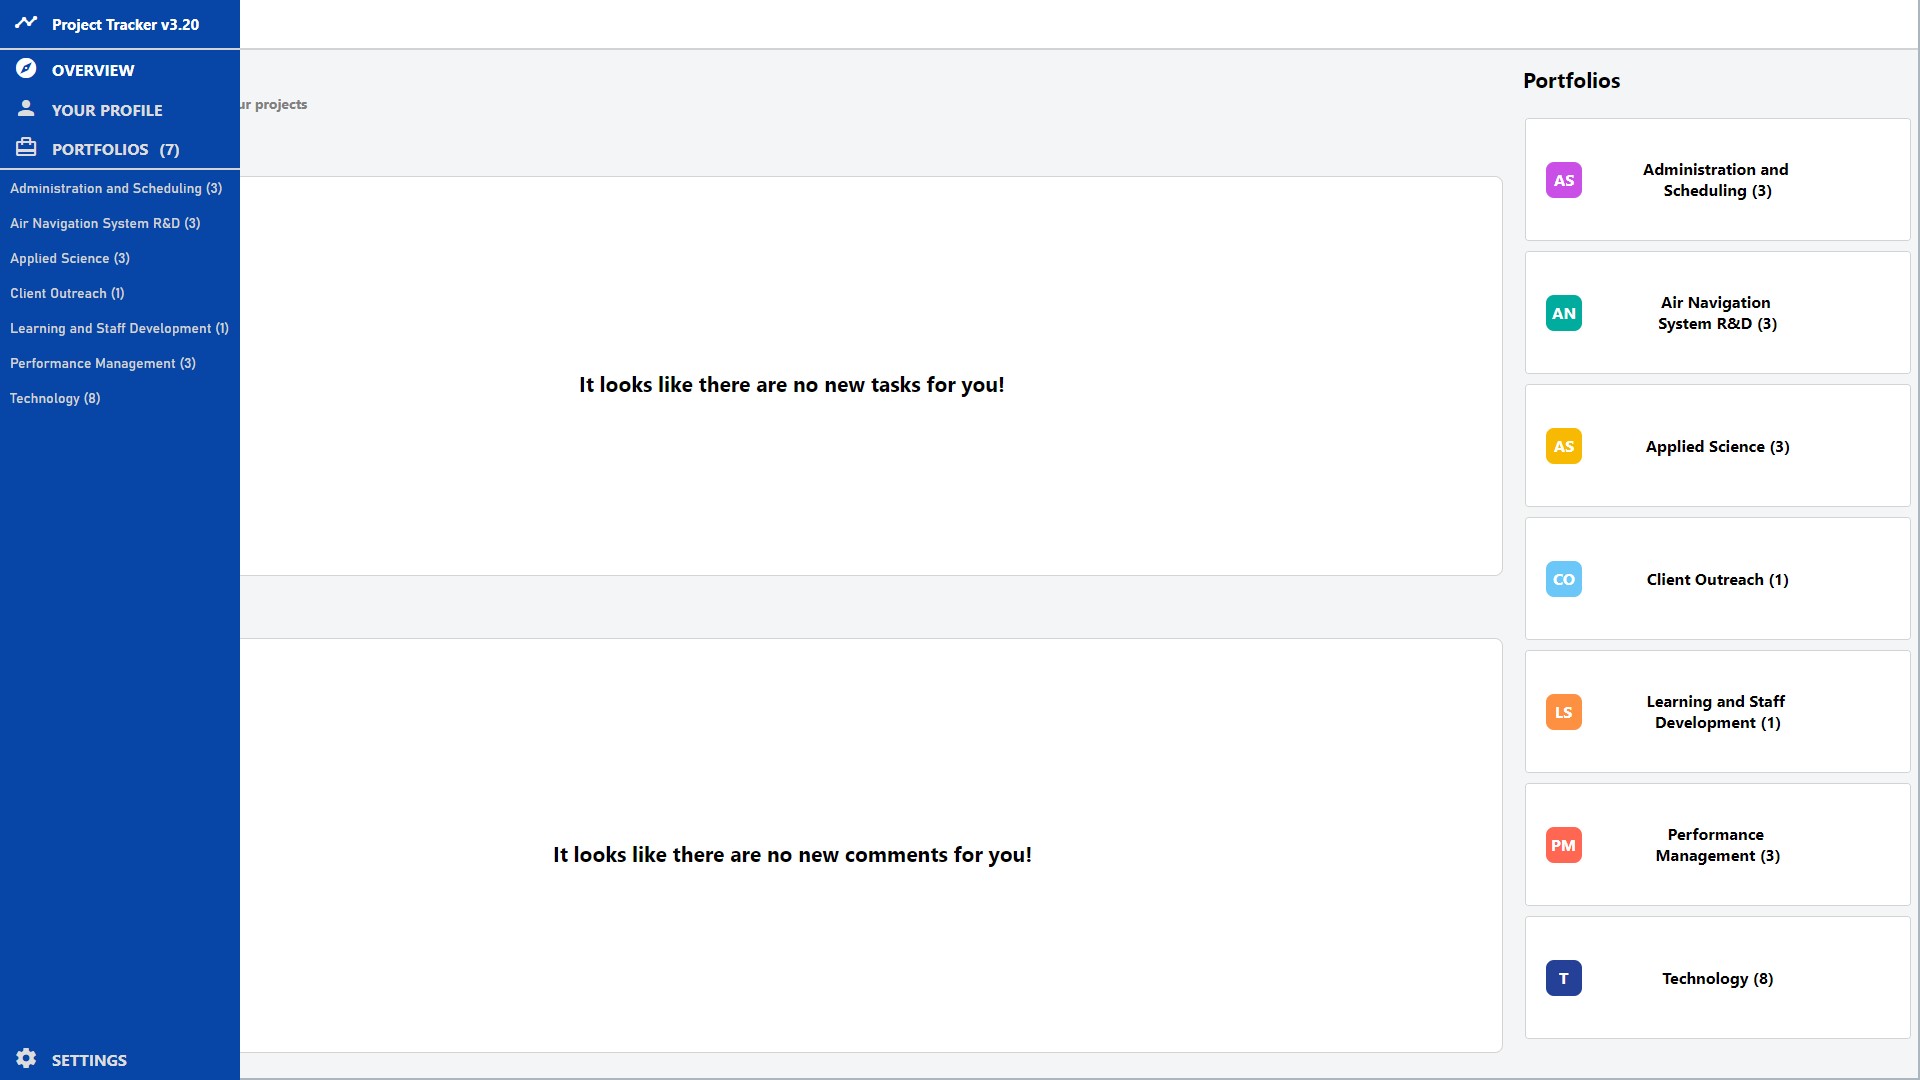 Project Tracker v3.20
OVERVIEW
YOUR PROFILE
PORTFOLIOS (7)
Administration and Scheduling (3)
Air Navigation System R&D (3)
Applied Science (3)
Client Outreach (1)
Learning and Staff Development (1)
Performance Management (3)
Technology (8)
SETTINGS
ur projects
It looks like there are no new tasks for you!
It looks like there are no new comments for you!
Portfolios
AS
Administration and
Scheduling (3)
AN
Air Navigation
System R&D (3)
AS
Applied Science (3)
CO
Client Outreach (1)
LS
Learning and Staff
Development (1)
PM
Performance
Management (3)
T
Technology (8)